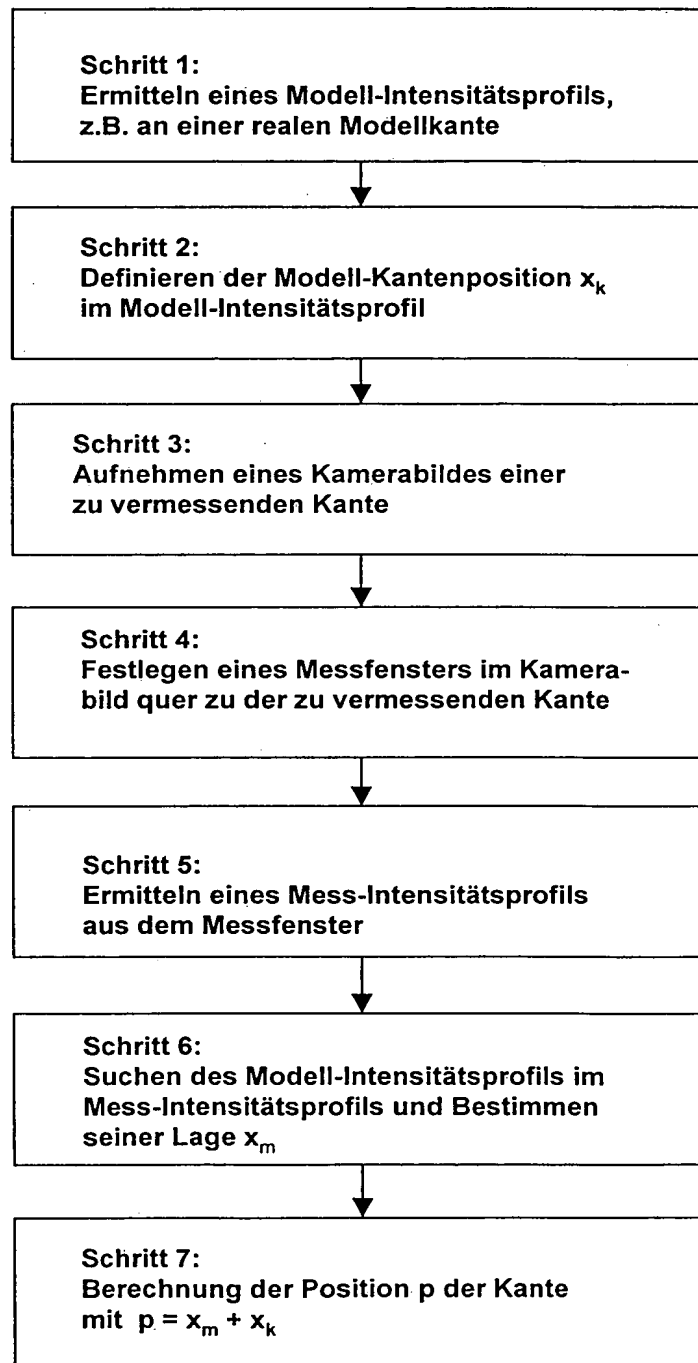 Schritt 1:
Ermitteln eines Modell-Intensitätsprofils,
z.B. an einer realen Modellkante
Schritt 2:
Definieren der Modell-Kantenposition xₖ
im Modell-Intensitätsprofil
Schritt 3:
Aufnehmen eines Kamerabildes einer
zu vermessenden Kante
Schritt 4:
Festlegen eines Messfensters im Kamera-
bild quer zu der zu vermessenden Kante
Schritt 5:
Ermitteln eines Mess-Intensitätsprofils
aus dem Messfenster
Schritt 6:
Suchen des Modell-Intensitätsprofils im
Mess-Intensitätsprofils und Bestimmen
seiner Lage xₘ
Schritt 7:
Berechnung der Position p der Kante
mit p = xₘ + xₖ